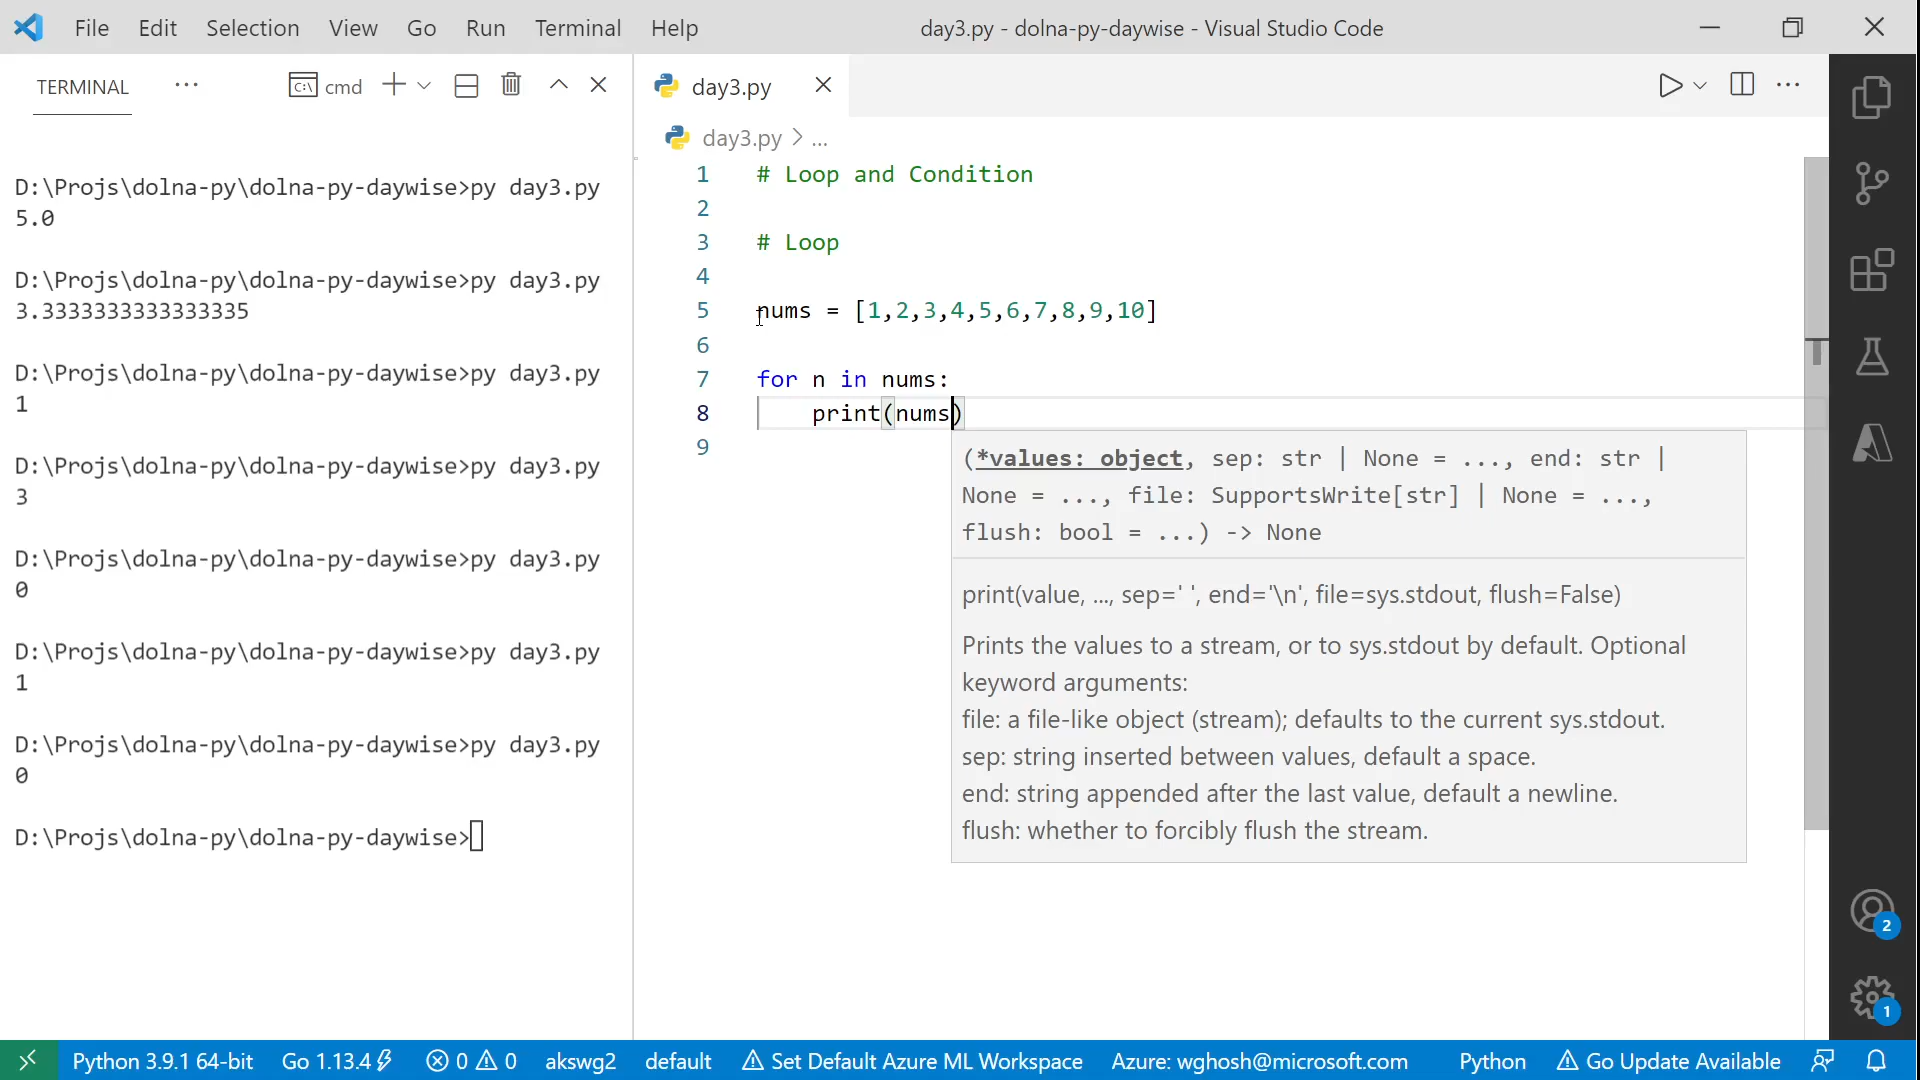 File Edit Selection View Go Run Terminal Help
day3.py - dolna-py-daywise - Visual Studio Code
TERMINAL ... cmd
D:\Projs\dolna-py\dolna-py-daywise>py day3.py
5.0
D:\Projs\dolna-py\dolna-py-daywise>py day3.py
3.3333333333333335
D:\Projs\dolna-py\dolna-py-daywise>py day3.py
1
D:\Projs\dolna-py\dolna-py-daywise>py day3.py
3
D:\Projs\dolna-py\dolna-py-daywise>py day3.py
0
D:\Projs\dolna-py\dolna-py-daywise>py day3.py
1
D:\Projs\dolna-py\dolna-py-daywise>py day3.py
0
D:\Projs\dolna-py\dolna-py-daywise>
day3.py
day3.py > ...
1 # Loop and Condition
2
3 # Loop
4
5 nums = [1,2,3,4,5,6,7,8,9,10]
6
7 for n in nums:
8 print(nums)
9
(*values: object, sep: str | None = ..., end: str |
None = ..., file: SupportsWrite[str] | None = ...,
flush: bool = ...) -> None
print(value, ..., sep=' ', end='\n', file=sys.stdout, flush=False)
Prints the values to a stream, or to sys.stdout by default. Optional
keyword arguments:
file: a file-like object (stream); defaults to the current sys.stdout.
sep: string inserted between values, default a space.
end: string appended after the last value, default a newline.
flush: whether to forcibly flush the stream.
2
1
Python 3.9.1 64-bit Go 1.13.4 0 0 akswg2 default Set Default Azure ML Workspace Azure: wghosh@microsoft.com Python Go Update Available